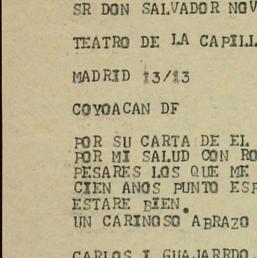 SR DON SALVADOR NOV
TEATRO DE LA CAPILL
MADRID 13/13
COYOACAN DF
POR SU CARTA DE EL
POR MI SALUD CON RO
PESARES LOS QUE ME
CIEN ANOS PUNTO ESP
ESTARE BIEN.
UN CARINOSO ABRAZO
CARLOS I GUAJARRDO